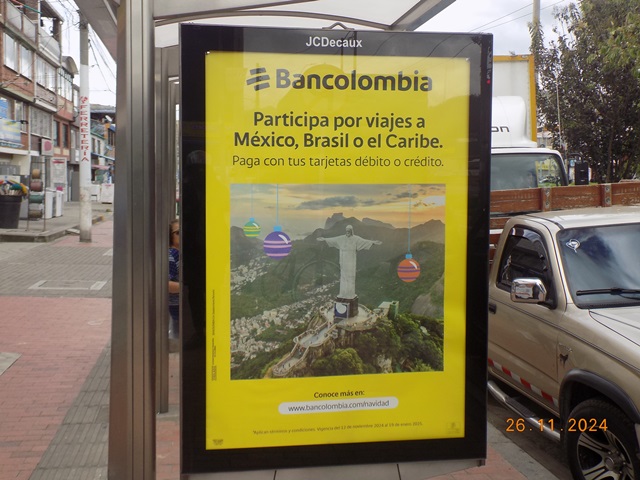 JCDecaux
Bancolombia
Participa por viajes a
México, Brasil o el Caribe.
Paga con tus tarjetas débito o crédito.
Conoce más en:
www.bancolombia.com/navidad
FERRETERIA
26.11.2024